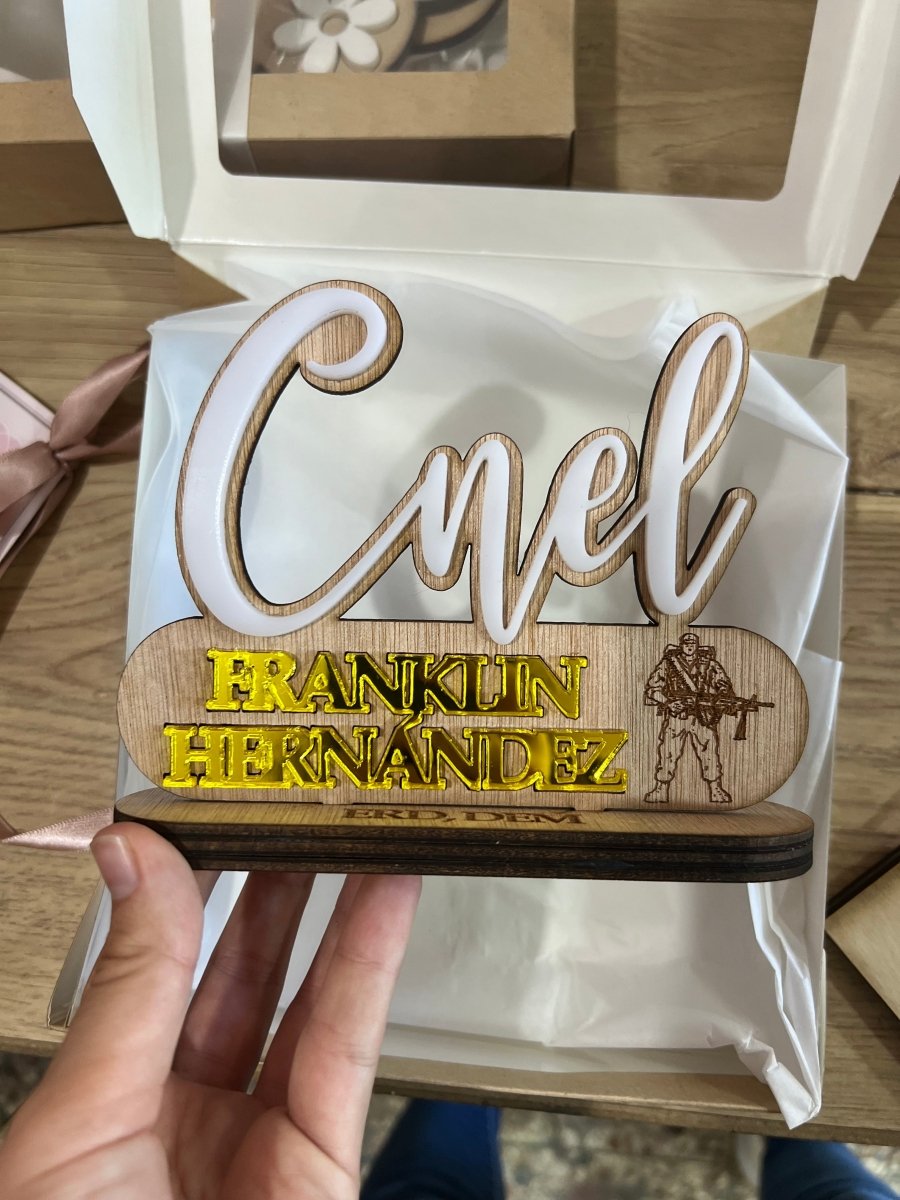 Cnel
FRANKLIN
HERNÁNDEZ
ERD, DEM